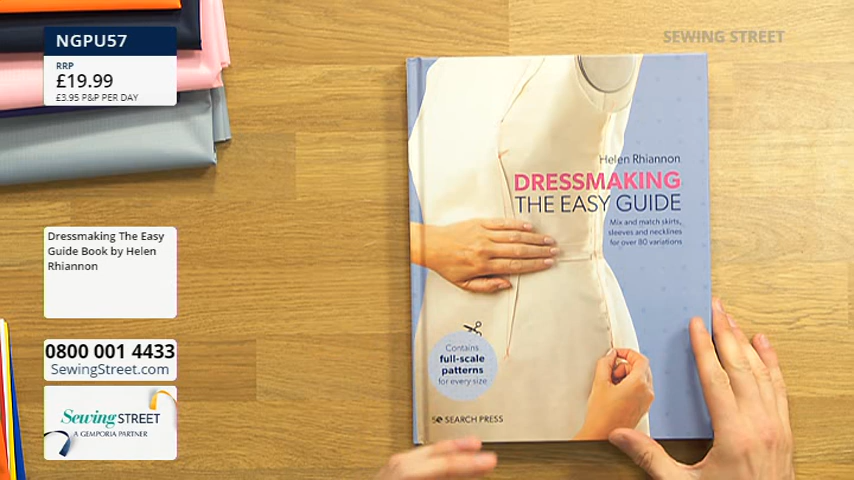 NGPU57
RRP
£19.99
£3.95 P&P PER DAY
SEWING STREET
Helen Rhiannon
DRESSMAKING
THE EASY GUIDE
Mix and match skirts,
sleeves and necklines
for over 80 variations
Dressmaking The Easy
Guide Book by Helen
Rhiannon
Contains
full-scale
patterns
for every size
SEARCH PRESS
0800 001 4433
SewingStreet.com
Sewing STREET
A GEMPORIA PARTNER